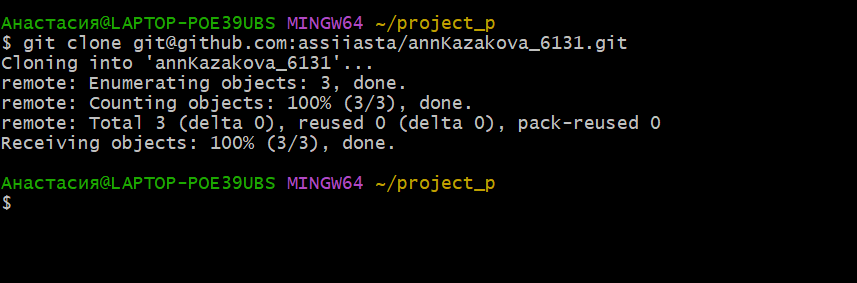 Анастасия@LAPTOP-POE39UBS MINGW64 ~/project_p
$ git clone git@github.com:assiiasta/annKazakova_6131.git
Cloning into 'annKazakova_6131'...
remote: Enumerating objects: 3, done.
remote: Counting objects: 100% (3/3), done.
remote: Total 3 (delta 0), reused 0 (delta 0), pack-reused 0
Receiving objects: 100% (3/3), done.
Анастасия@LAPTOP-POE39UBS MINGW64 ~/project_p
$